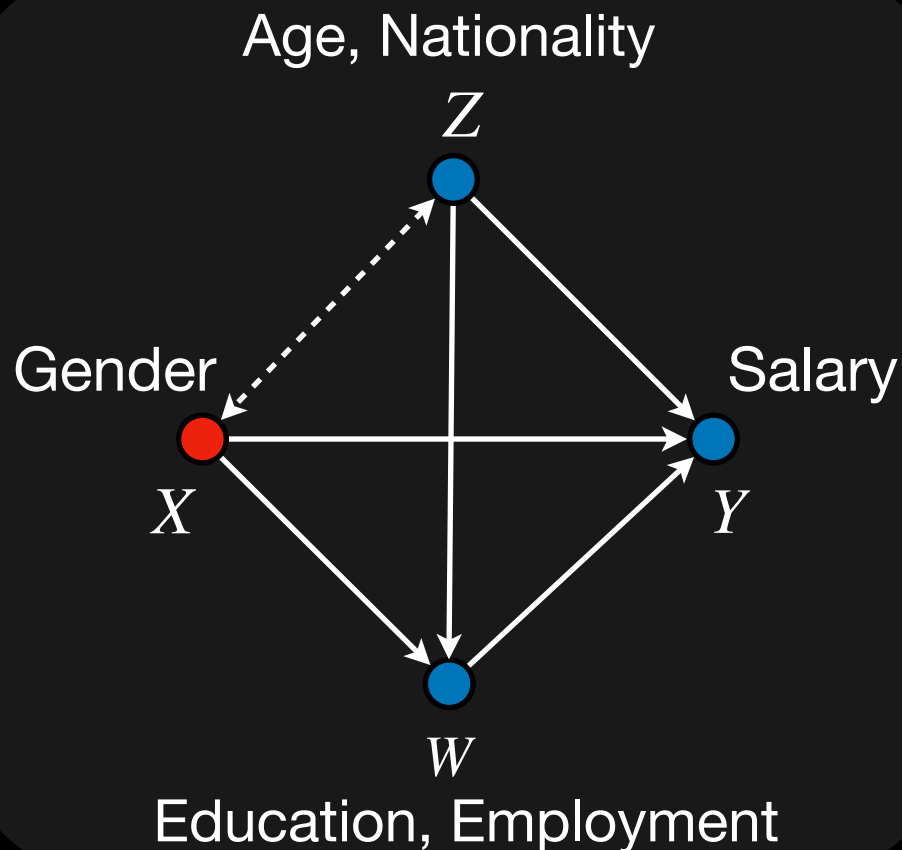 Age, Nationality
Z
Gender
Salary
X
Y
W
Education, Employment